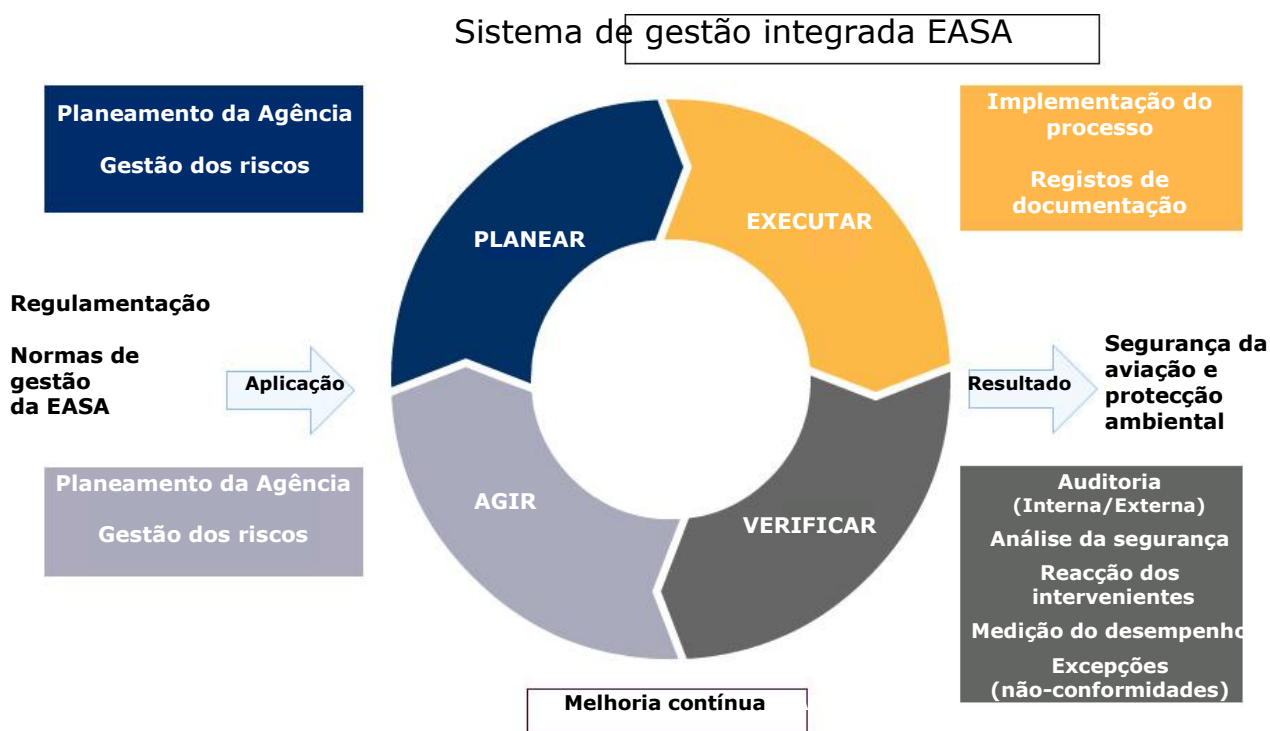 Sistema de gestão integrada EASA
Planeamento da Agência
Gestão dos riscos
Implementação do
processo
Registos de
documentação
PLANEAR
EXECUTAR
Regulamentação
Normas de
gestão
da EASA
Aplicação
Resultado
Segurança da
aviação e
protecção
ambiental
Planeamento da Agência
Gestão dos riscos
AGIR
VERIFICAR
Auditoria
(Interna/Externa)
Análise da segurança
Reacção dos
intervenientes
Medição do desempenho
Excepções
(não-conformidades)
Melhoria contínua